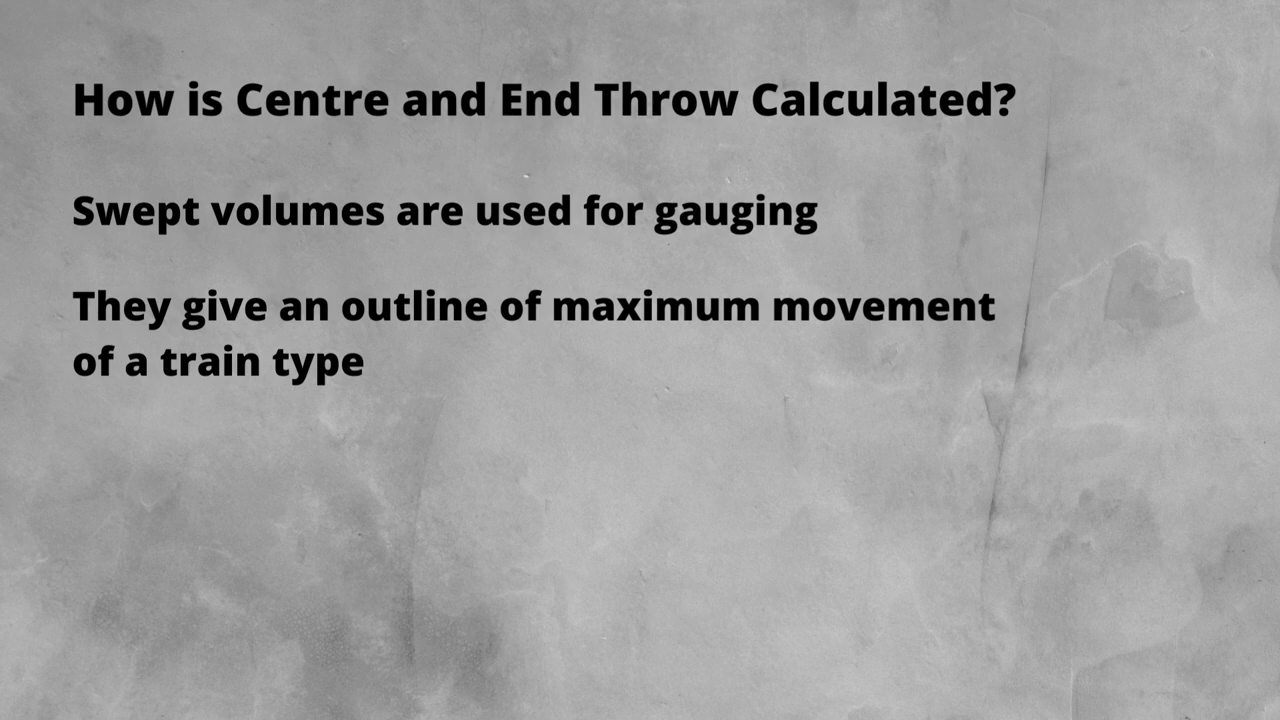 How is Centre and End Throw Calculated?
Swept volumes are used for gauging
They give an outline of maximum movement
of a train type